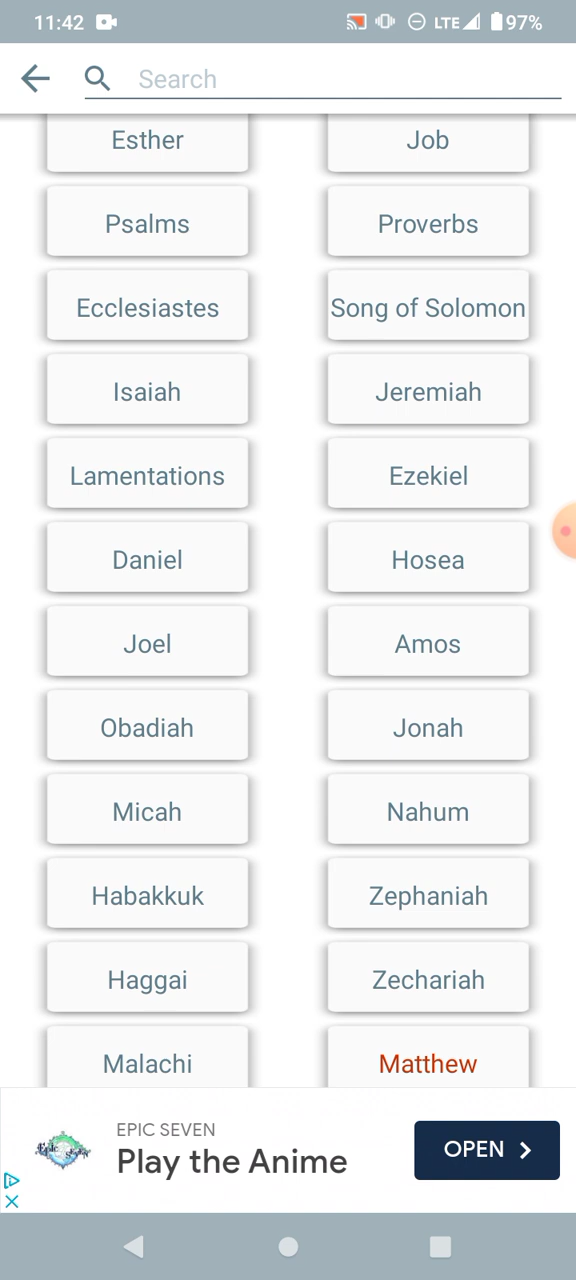 11:42 LTE 97%
Search
Esther Job
Psalms Proverbs
Ecclesiastes Song of Solomon
Isaiah Jeremiah
Lamentations Ezekiel
Daniel Hosea
Joel Amos
Obadiah Jonah
Micah Nahum
Habakkuk Zephaniah
Haggai Zechariah
Malachi Matthew
EPIC SEVEN
Play the Anime
OPEN